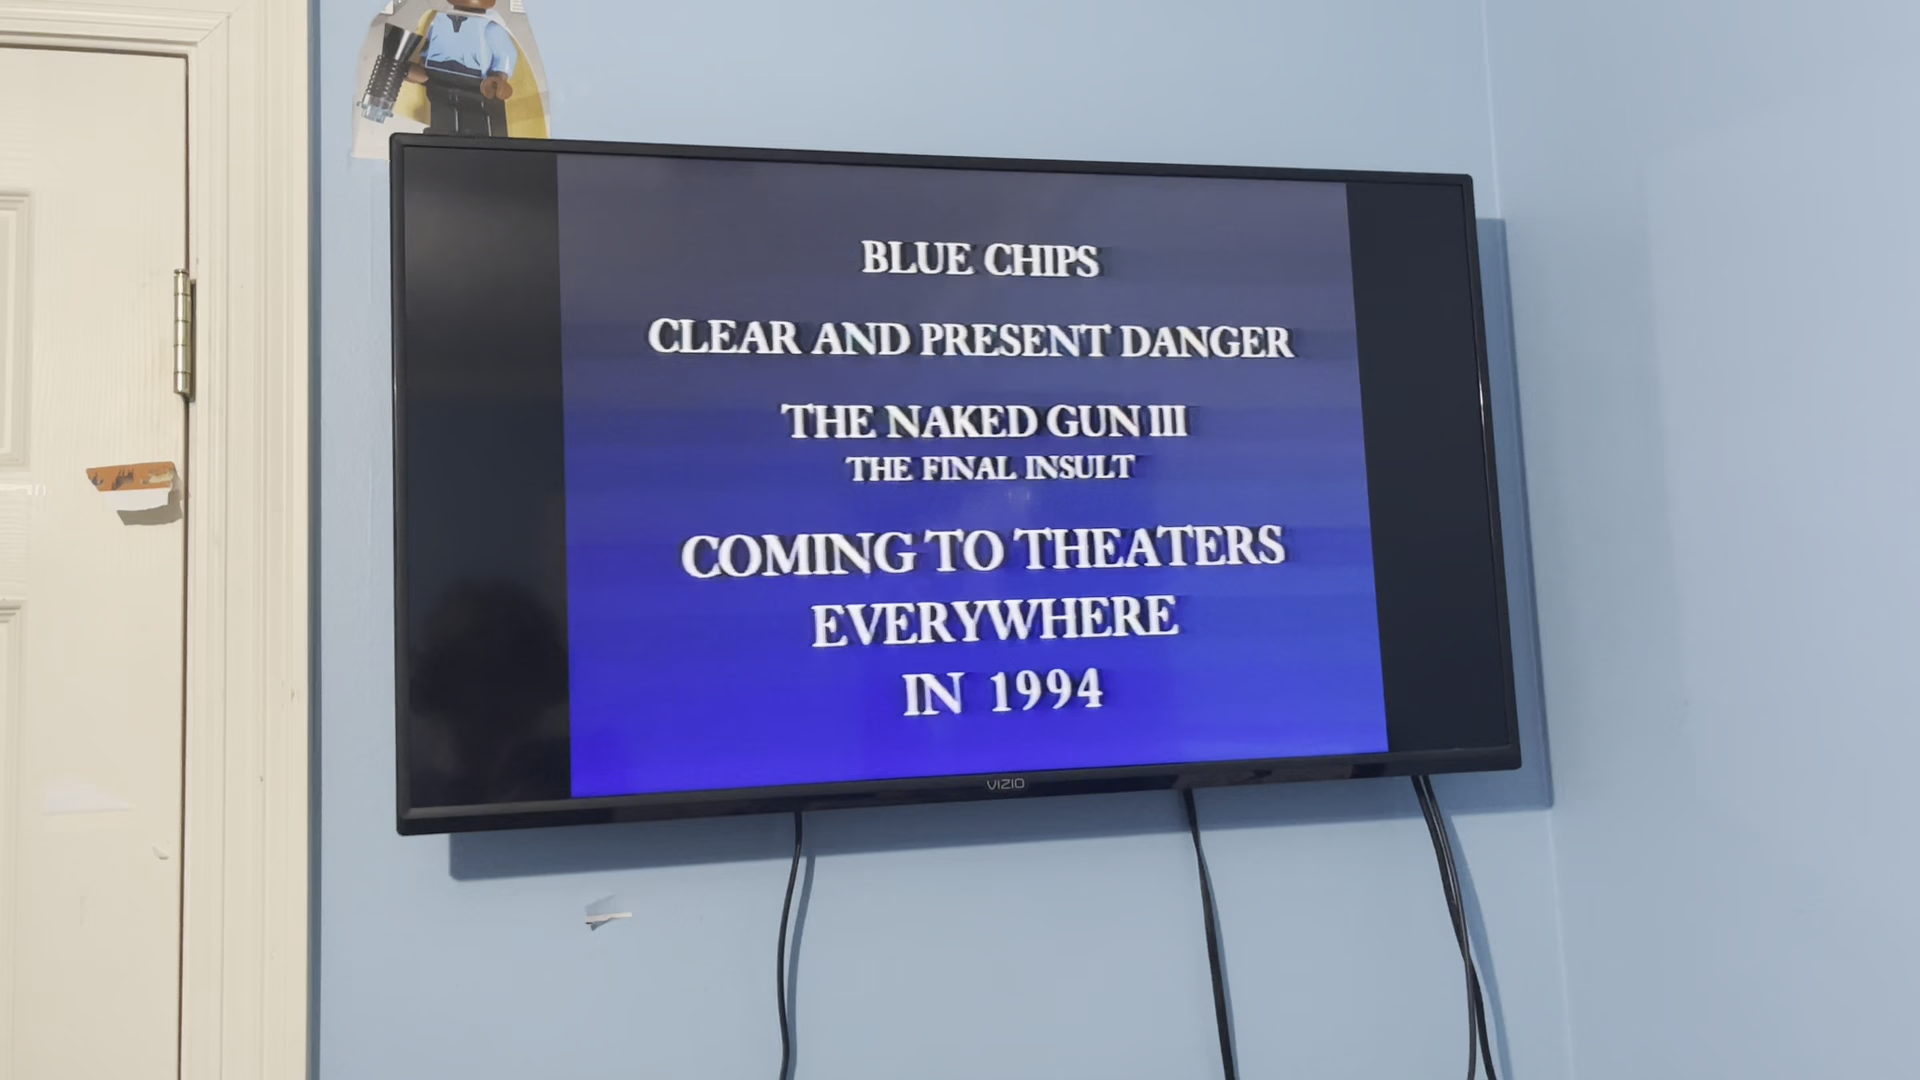 BLUE CHIPS
CLEAR AND PRESENT DANGER
THE NAKED GUN III
THE FINAL INSULT
COMING TO THEATERS
EVERYWHERE
IN 1994
VIZIO